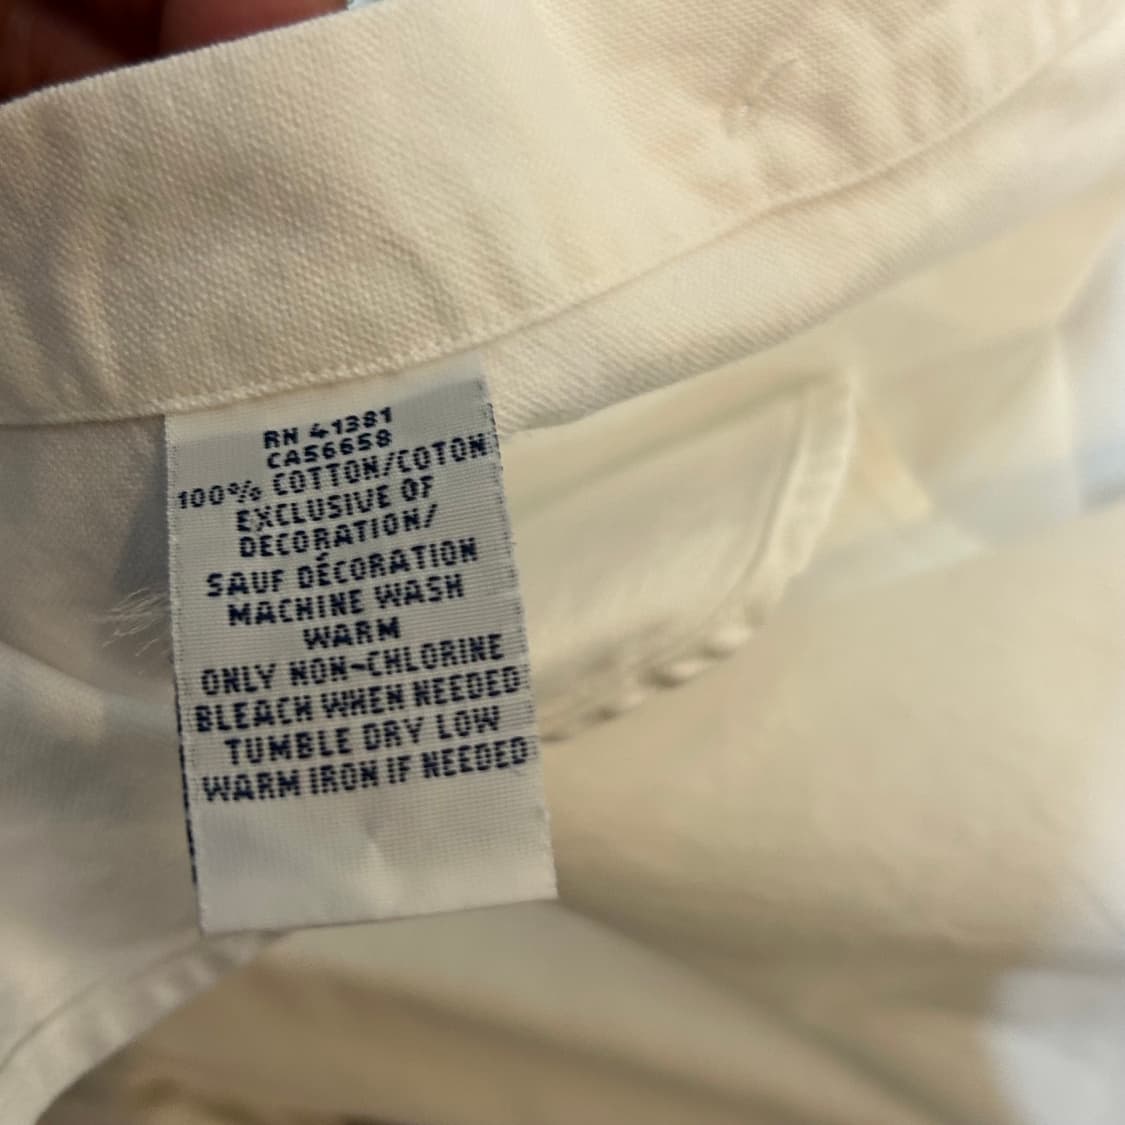 RN 41381
CA56658
100% COTTON/COTON
EXCLUSIVE OF
DECORATION/
SAUF DÉCORATION
MACHINE WASH
WARM
ONLY NON-CHLORINE
BLEACH WHEN NEEDED
TUMBLE DRY LOW
WARM IRON IF NEEDED